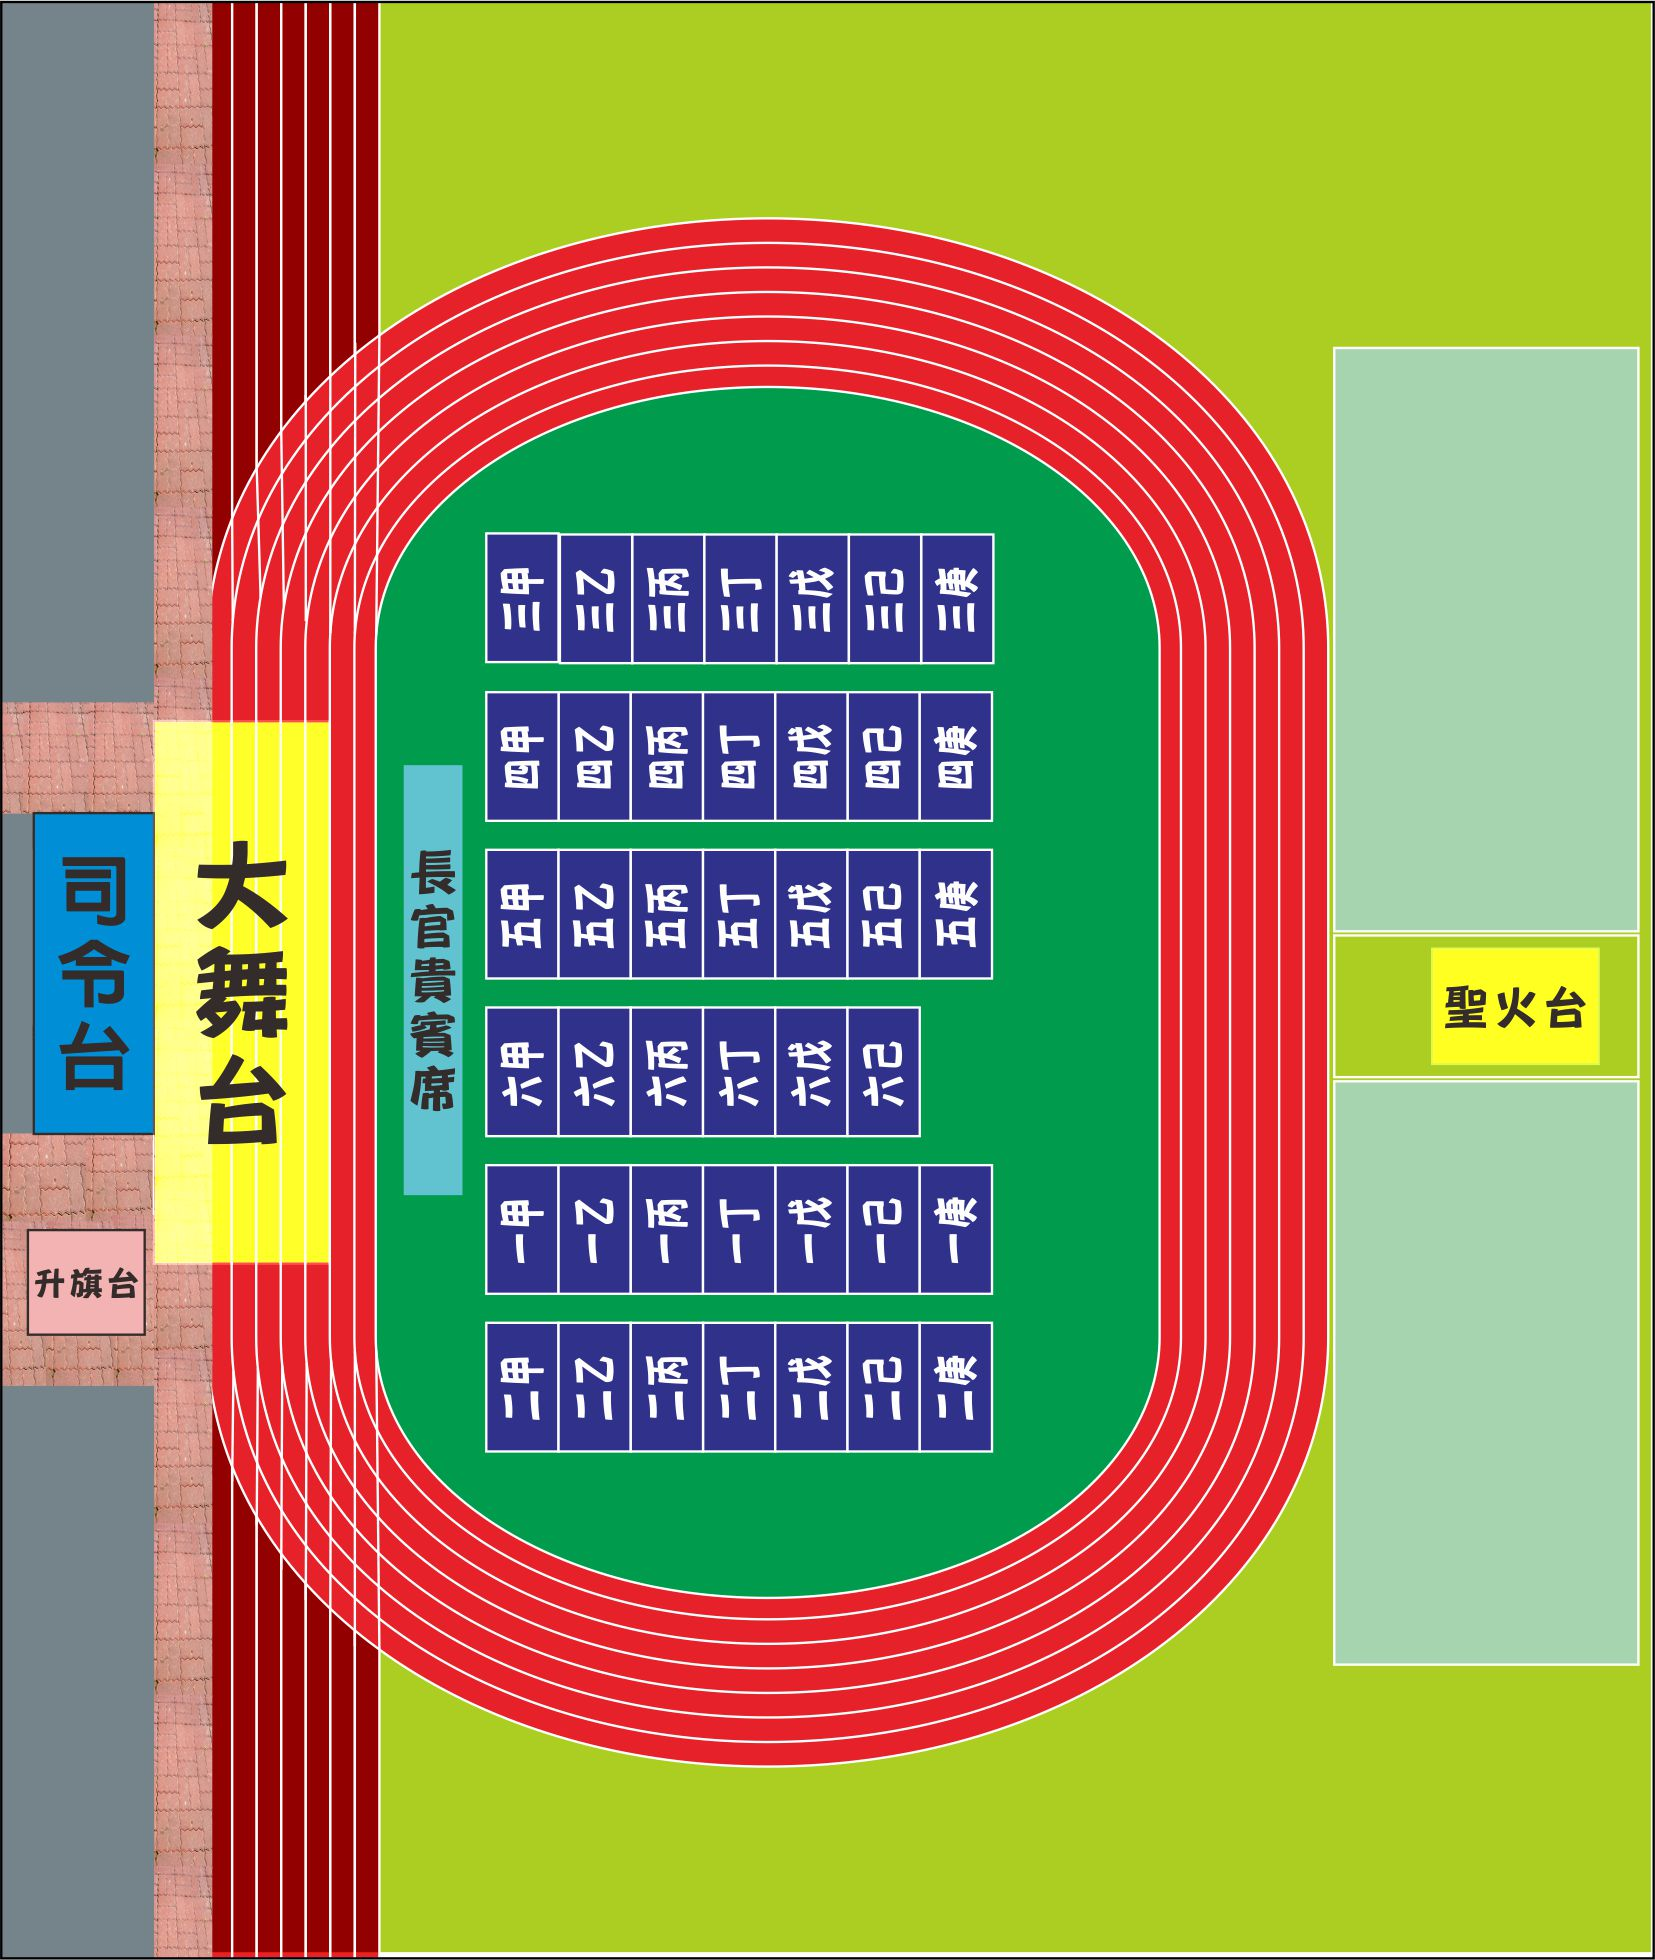 司令台
大舞台
升旗台
長官貴賓席
三甲
三乙
三丙
三丁
三戊
三己
三庚
四甲
四乙
四丙
四丁
四戊
四己
四庚
五甲
五乙
五丙
五丁
五戊
五己
五庚
六甲
六乙
六丙
六丁
六戊
六己
一甲
一乙
一丙
一丁
一戊
一己
一庚
二甲
二乙
二丙
二丁
二戊
二己
二庚
聖火台